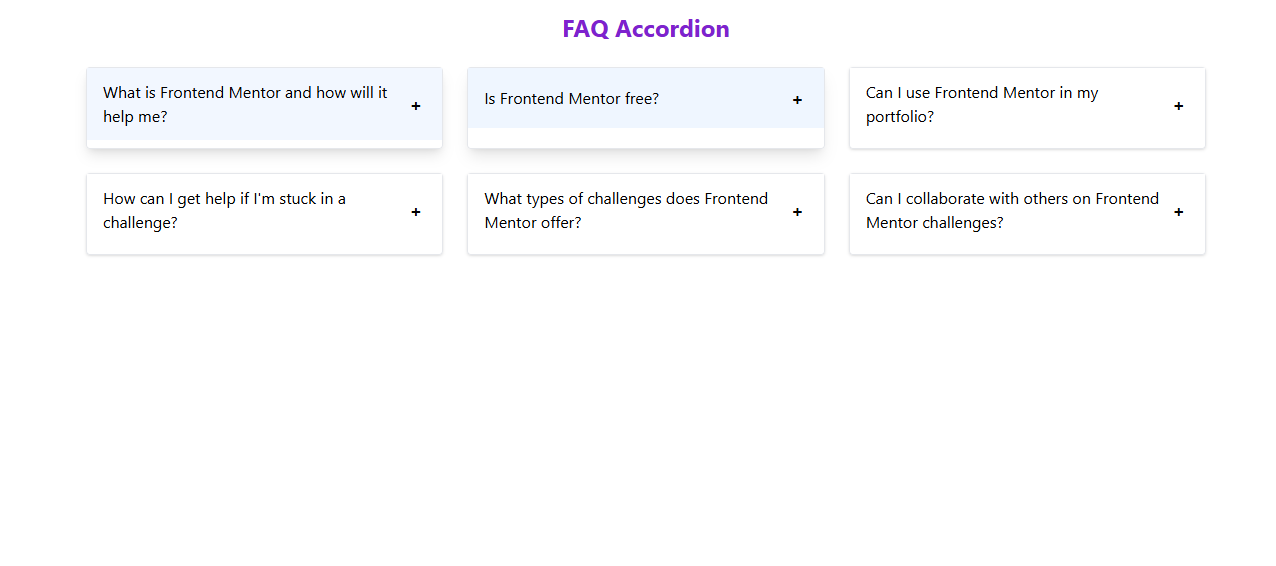 FAQ Accordion
What is Frontend Mentor and how will it
help me?
+
Is Frontend Mentor free?
+
Can I use Frontend Mentor in my
portfolio?
+
How can I get help if I'm stuck in a
challenge?
+
What types of challenges does Frontend
Mentor offer?
+
Can I collaborate with others on Frontend
Mentor challenges?
+